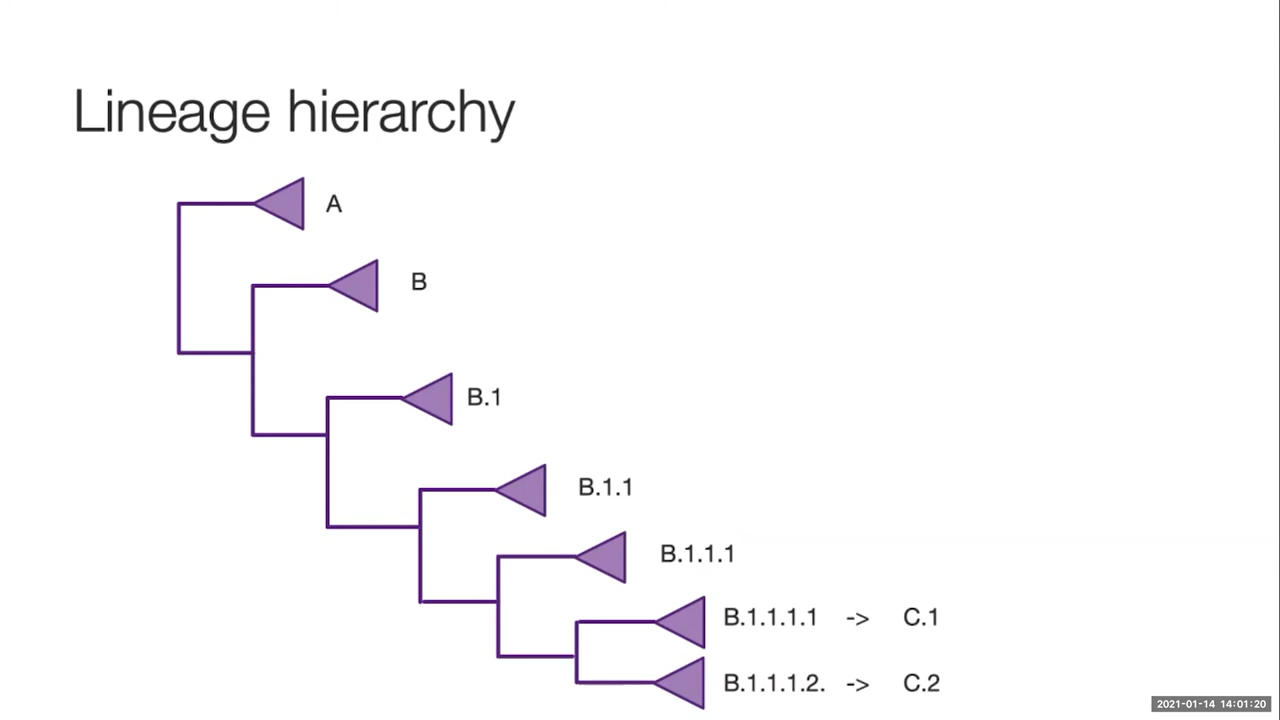 Lineage hierarchy
A
B
B.1
B.1.1
B.1.1.1
B.1.1.1.1 -> C.1
B.1.1.1.2. -> C.2
2021-01-14 14:01:20